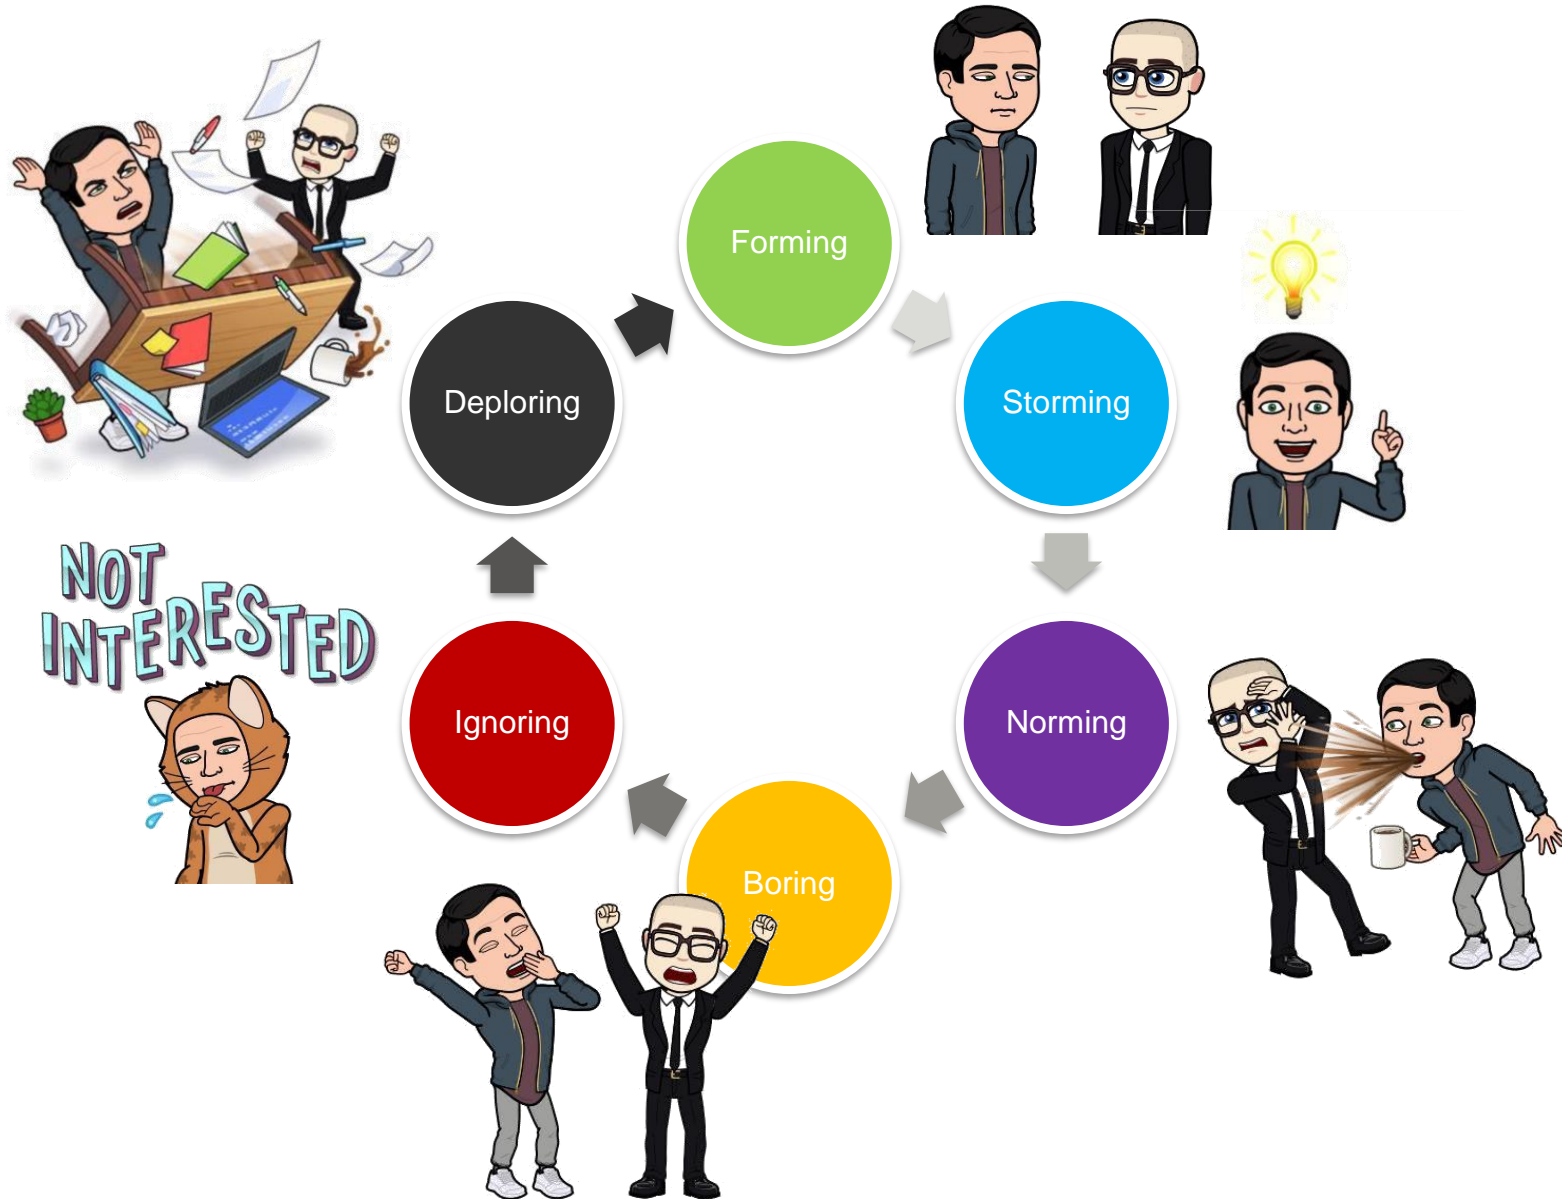 Forming
Storming
Norming
Boring
Ignoring
Deploring
NOT
INTERESTED